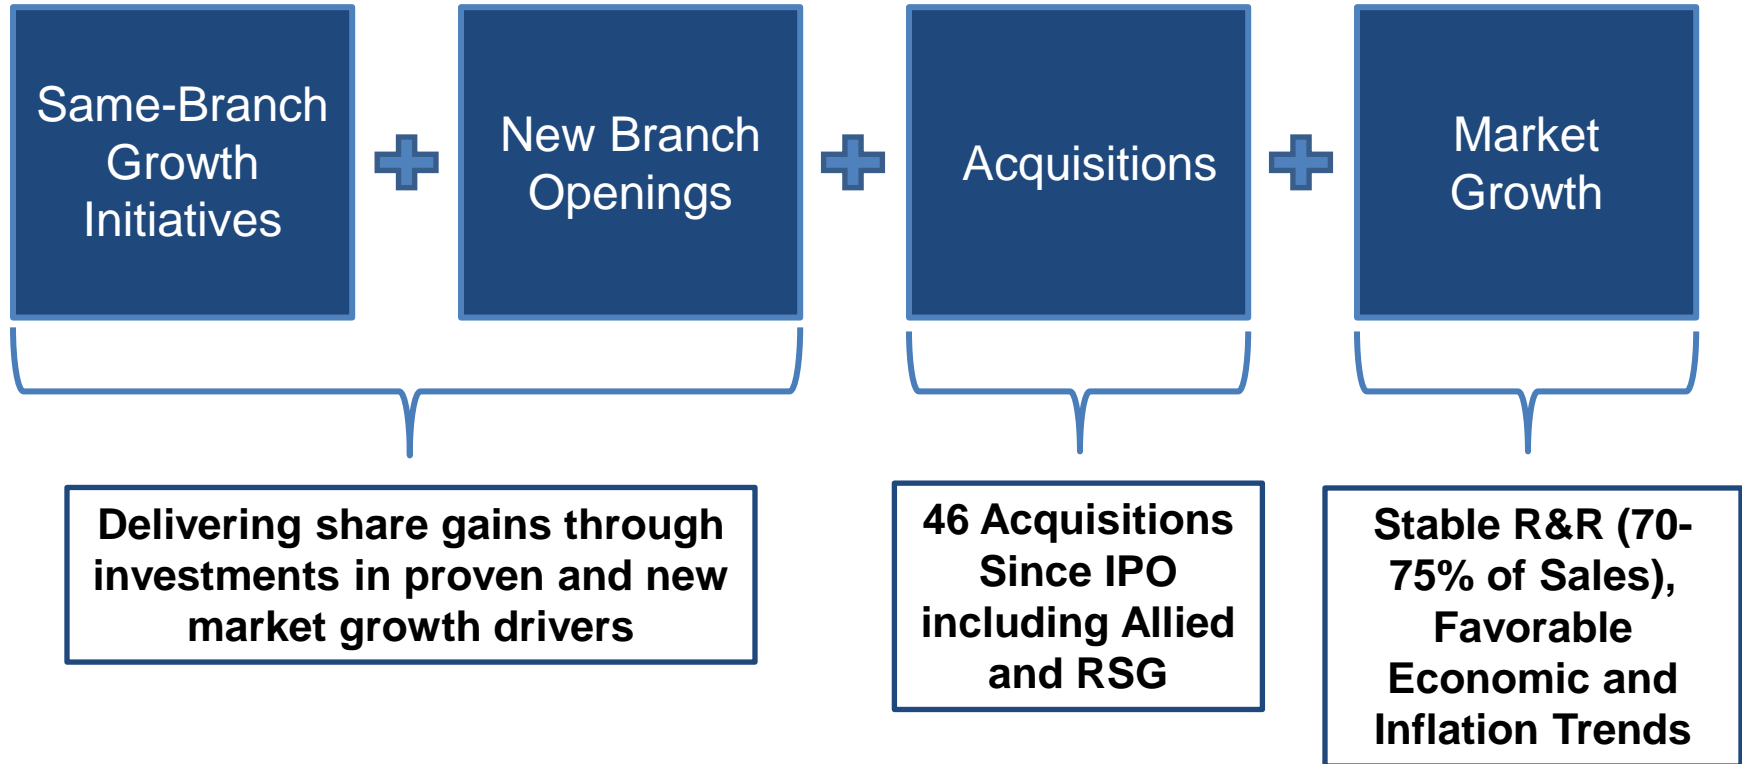 Same-Branch
Growth
Initiatives
New Branch
Openings
Acquisitions
Market
Growth
Delivering share gains through
investments in proven and new
market growth drivers
46 Acquisitions
Since IPO
including Allied
and RSG
Stable R&R (70-
75% of Sales),
Favorable
Economic and
Inflation Trends